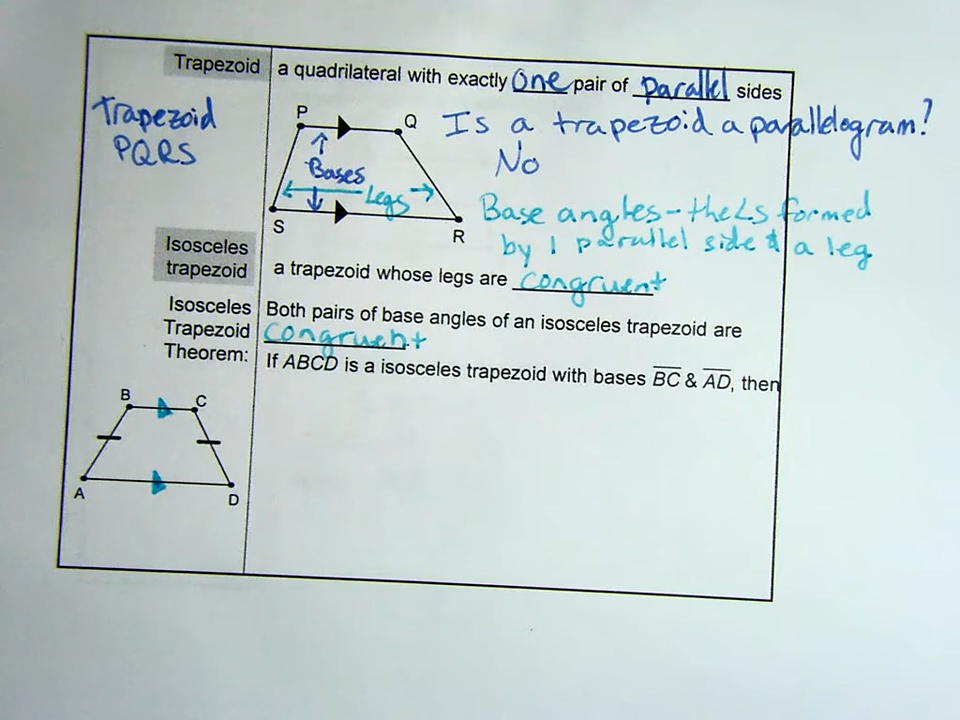 Trapezoid a quadrilateral with exactly one pair of parallel sides
Trapezoid
PQRS
P
Q
Is a trapezoid a parallelogram?
No
Bases
Legs
S
R
Base angles - the ∠s formed
by 1 parallel side & a leg
Isosceles
trapezoid
a trapezoid whose legs are congruent
Isosceles
Trapezoid
Theorem:
Both pairs of base angles of an isosceles trapezoid are
congruent
If ABCD is a isosceles trapezoid with bases BC & AD, then
B
C
A
D